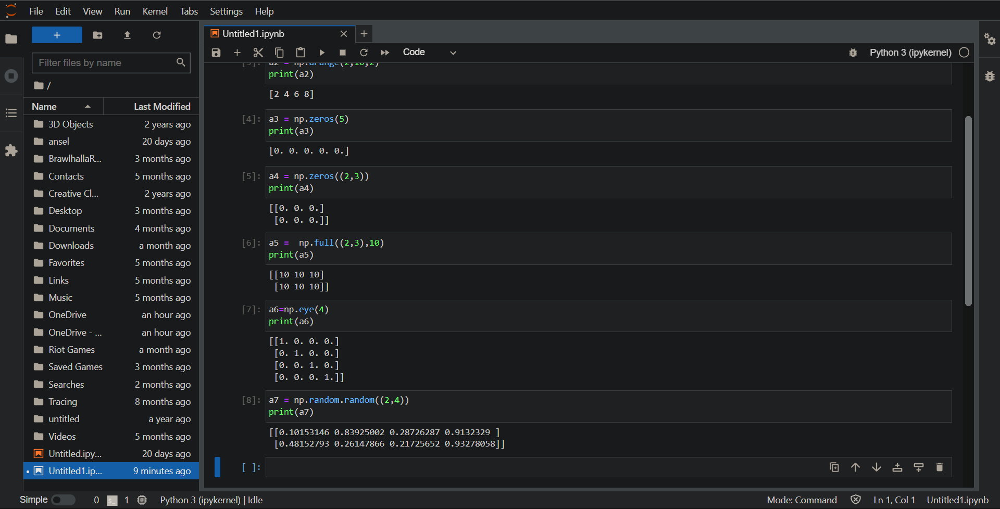 File Edit View Run Kernel Tabs Settings Help
+
Filter files by name
/
Name Last Modified
3D Objects 2 years ago
ansel 20 days ago
BrawlhallaR... 3 months ago
Contacts 5 months ago
Creative Cl... 2 years ago
Desktop 3 months ago
Documents 4 months ago
Downloads a month ago
Favorites 5 months ago
Links 5 months ago
Music 5 months ago
OneDrive an hour ago
OneDrive - ... an hour ago
Riot Games a month ago
Saved Games 3 months ago
Searches 2 months ago
Tracing 8 months ago
untitled a year ago
Videos 5 months ago
Untitled.ipy... 20 days ago
Untitled1.ip... 9 minutes ago
Untitled1.ipynb
Code
Python 3 (ipykernel)
[3]: a2 = np.arange(2,10,2)
print(a2)
[2 4 6 8]
[4]: a3 = np.zeros(5)
print(a3)
[0. 0. 0. 0. 0.]
[5]: a4 = np.zeros((2,3))
print(a4)
[[0. 0. 0.]
[0. 0. 0.]]
[6]: a5 =  np.full((2,3),10)
print(a5)
[[10 10 10]
[10 10 10]]
[7]: a6=np.eye(4)
print(a6)
[[1. 0. 0. 0.]
[0. 1. 0. 0.]
[0. 0. 1. 0.]
[0. 0. 0. 1.]]
[8]: a7 = np.random.random((2,4))
print(a7)
[[0.10153146 0.83925002 0.28726287 0.9132329 ]
[0.48152793 0.26147866 0.21725652 0.93278058]]
[ ]:
Simple 0 1 Python 3 (ipykernel) | Idle
Mode: Command Ln 1, Col 1 Untitled1.ipynb